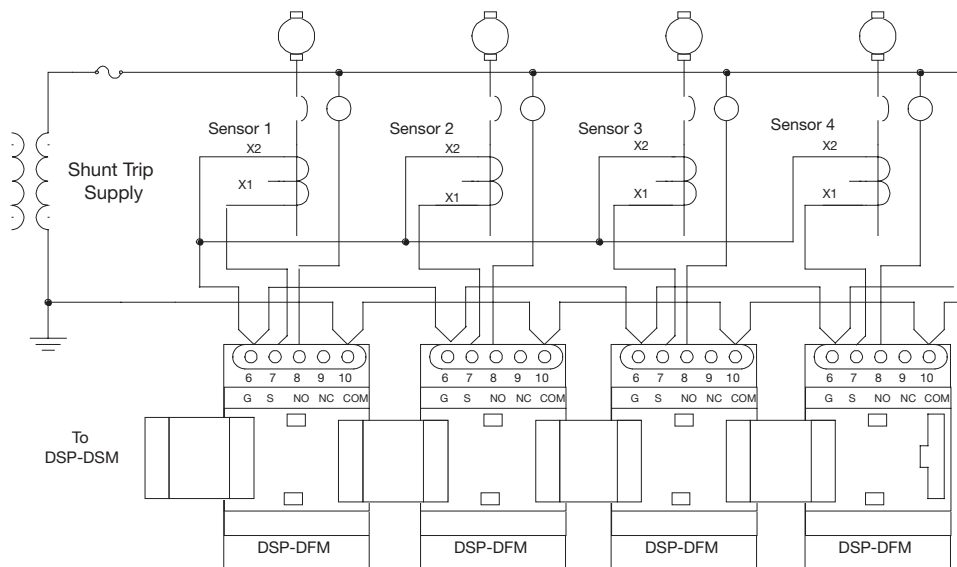 Sensor 1
Sensor 2
Sensor 3
Sensor 4
X2
X2
X2
X2
Shunt Trip
Supply
X1
X1
X1
X1
6 7 8 9 10
6 7 8 9 10
6 7 8 9 10
6 7 8 9 10
G S NO NC COM
G S NO NC COM
G S NO NC COM
G S NO NC COM
To
DSP-DSM
DSP-DFM
DSP-DFM
DSP-DFM
DSP-DFM